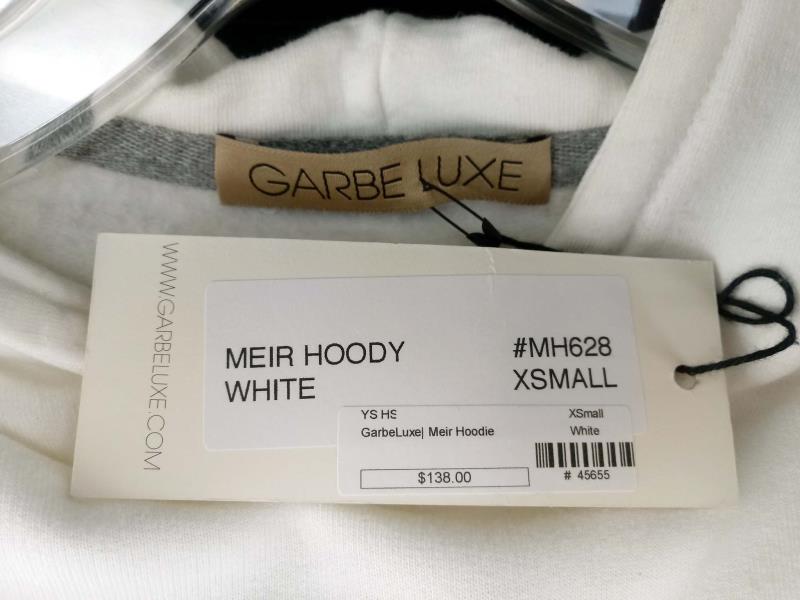 GARBE LUXE
WWW.GARBELUXE.COM
MEIR HOODY
WHITE
#MH628
XSMALL
YS HS
GarbeLuxe| Meir Hoodie
XSmall
White
$138.00
# 45655